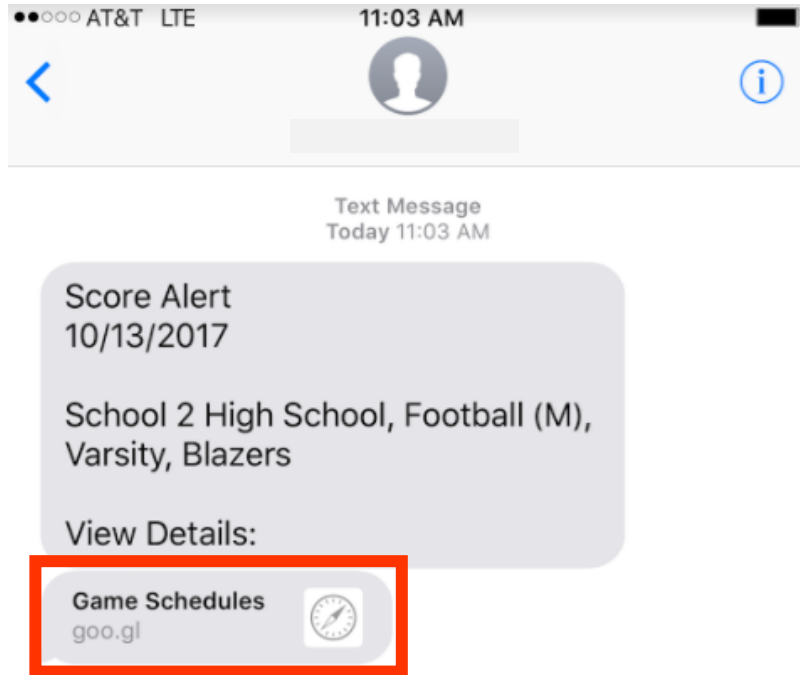 AT&T LTE 11:03 AM
Text Message
Today 11:03 AM
Score Alert
10/13/2017
School 2 High School, Football (M),
Varsity, Blazers
View Details:
Game Schedules
goo.gl